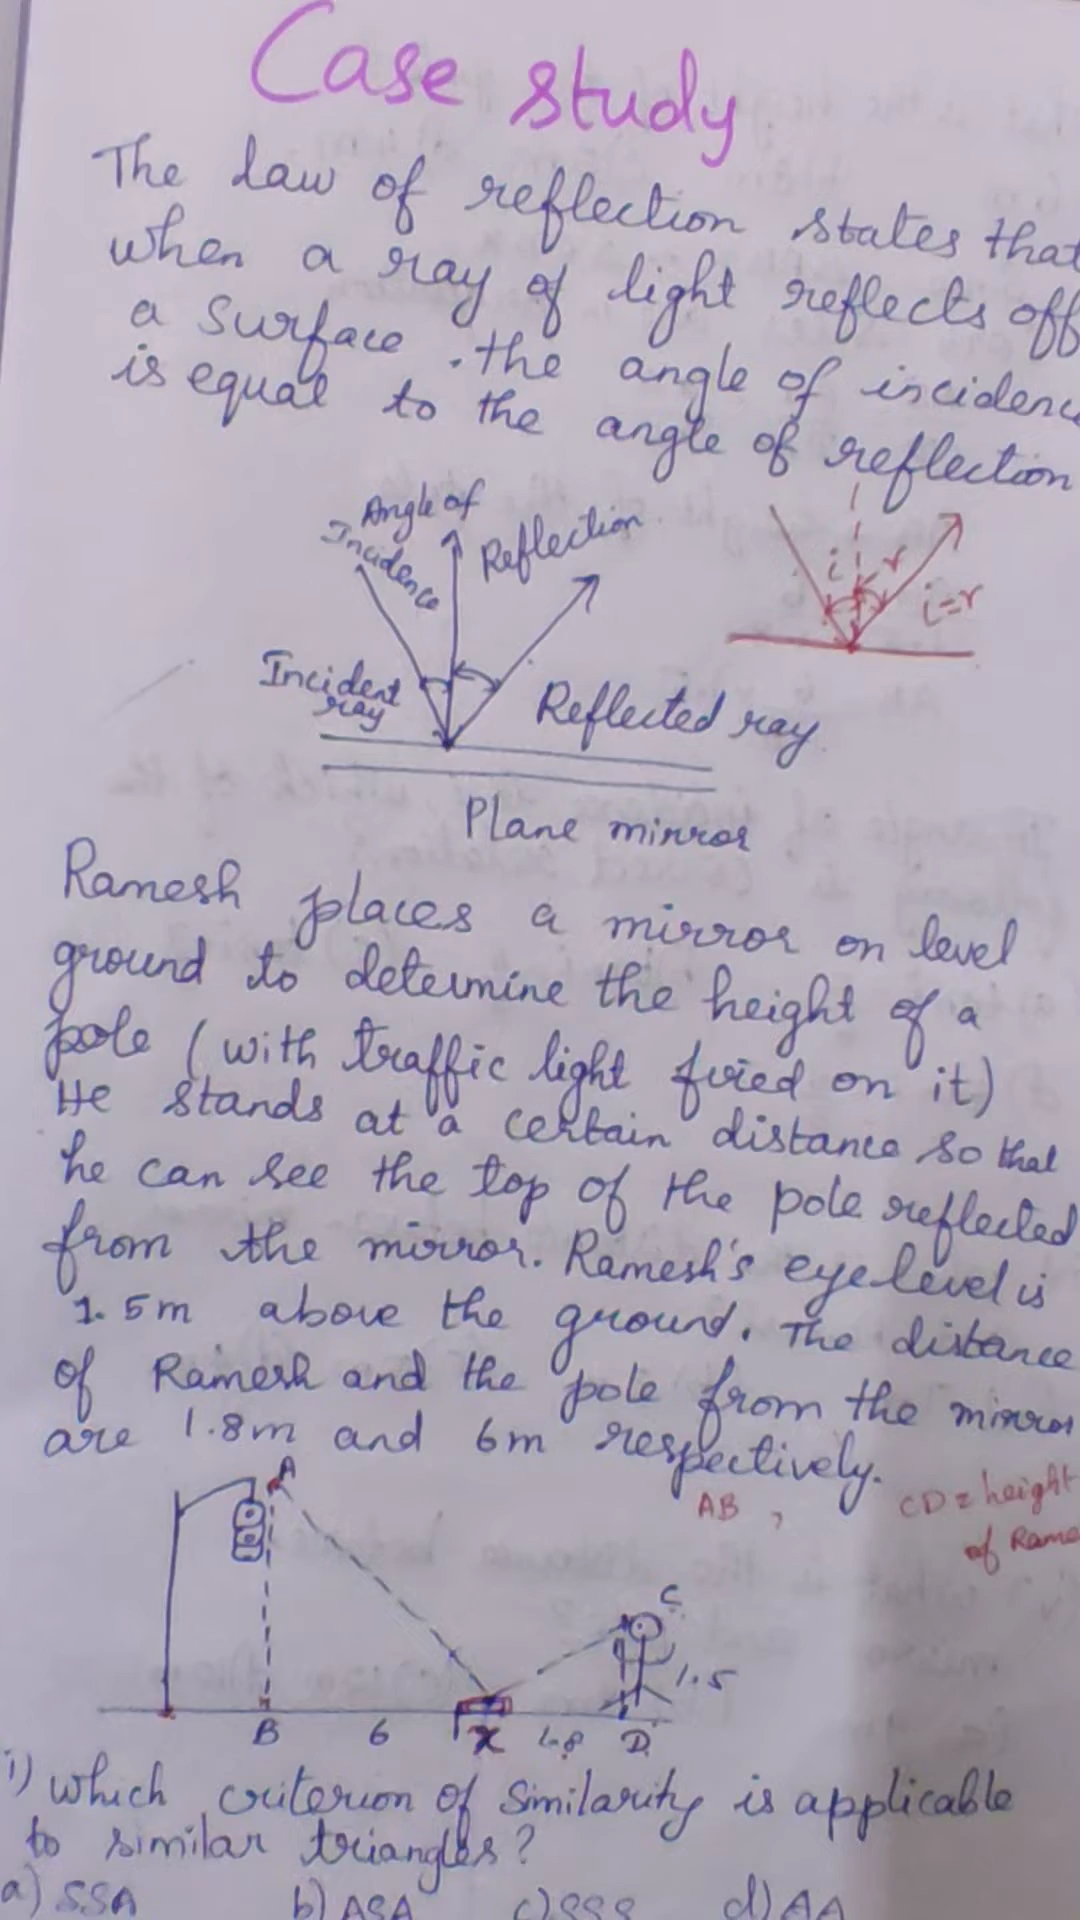 Case study
The law of reflection states that
when a ray of light reflects off
a surface .the angle of incidenc
is equal to the angle of reflection
Angle of
Incidence
Reflection
i
r
i=r
Incident
ray
Reflected ray
Plane mirror
Ramesh places a mirror on level
ground to determine the height of a
pole (with traffic light fixed on it)
He stands at a certain distance so that
he can see the top of the pole reflected
from the mirror. Ramesh's eye level is
1.5m above the ground. The distance
of Ramesh and the pole from the mirror
are 1.8m and 6m respectively.
AB , CD = height
of Rame
A
C
1.5
B 6 X 1.8 D
i) which criterion of similarity is applicable
to similar triangles?
a) SSA b) ASA c) SSS d) AA